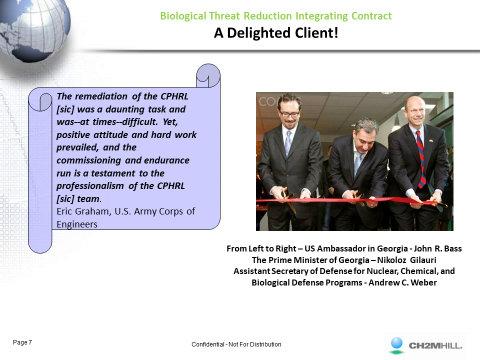 Biological Threat Reduction Integrating Contract
A Delighted Client!
The remediation of the CPHRL
[sic] was a daunting task and
was--at times--difficult. Yet,
positive attitude and hard work
prevailed, and the
commissioning and endurance
run is a testament to the
professionalism of the CPHRL
[sic] team.
Eric Graham, U.S. Army Corps of
Engineers
From Left to Right – US Ambassador in Georgia - John R. Bass
The Prime Minister of Georgia – Nikoloz Gilauri
Assistant Secretary of Defense for Nuclear, Chemical, and
Biological Defense Programs - Andrew C. Weber
Page 7
Confidential - Not For Distribution
CH2MHILL.